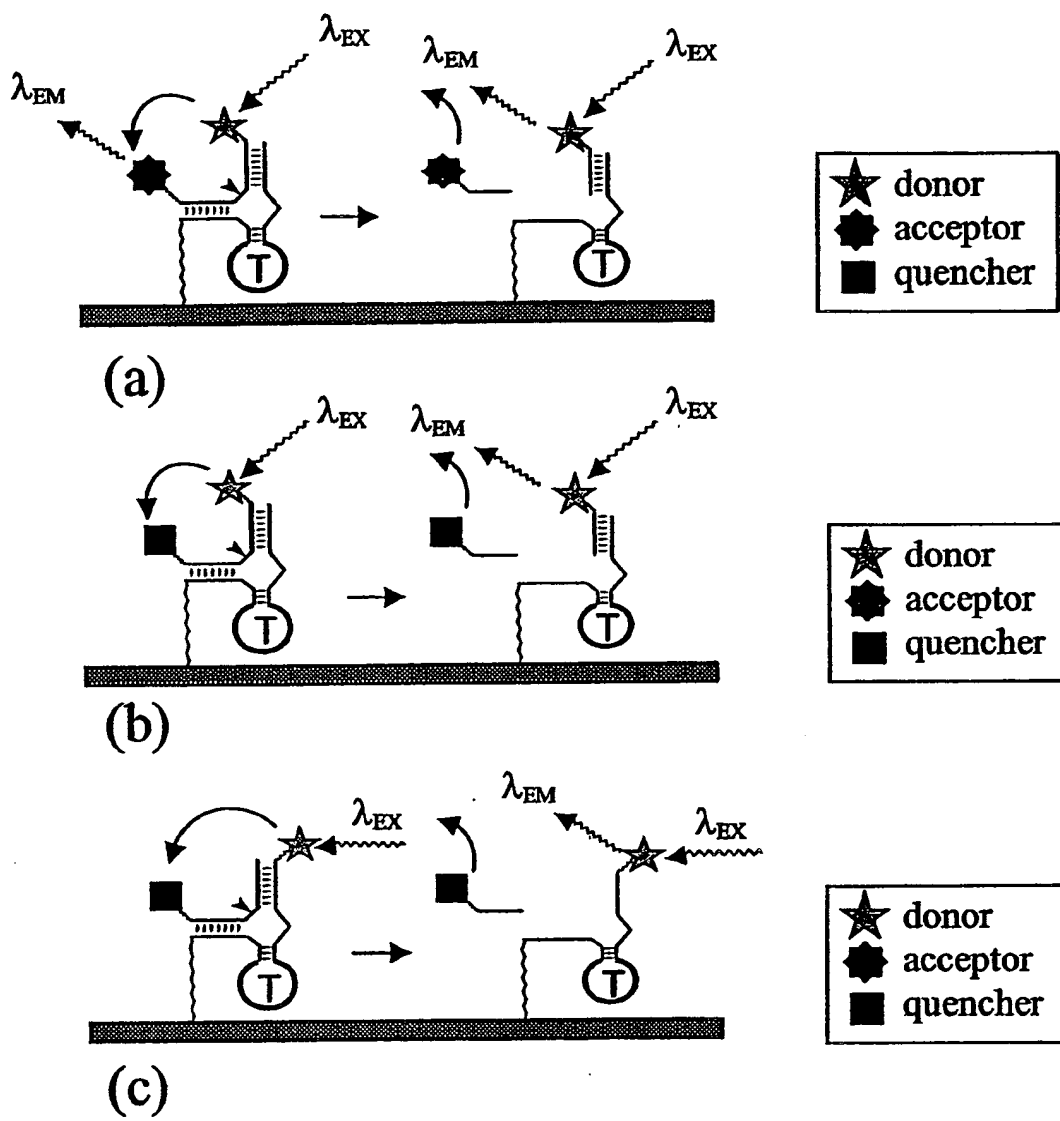 λEX
λEM
λEX
λEM
T
T
donor
acceptor
quencher
(a)
λEX
λEM
λEX
T
T
donor
acceptor
quencher
(b)
λEX
λEM
λEX
T
T
donor
acceptor
quencher
(c)